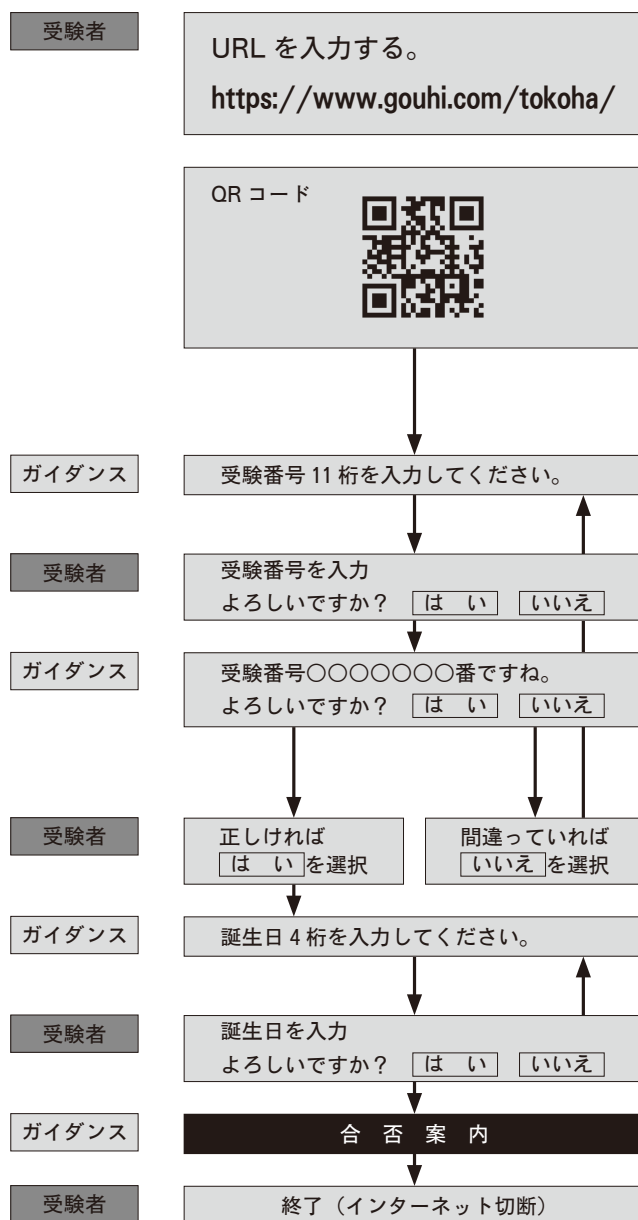 受験者
URL を入力する。
https://www.gouhi.com/tokoha/
QR コード
ガイダンス
受験番号 11 桁を入力してください。
受験者
受験番号を入力
よろしいですか? は い いいえ
ガイダンス
受験番号○○○○○○○番ですね。
よろしいですか? は い いいえ
受験者
正しければ
は い を選択
間違っていれば
いいえ を選択
ガイダンス
誕生日 4 桁を入力してください。
受験者
誕生日を入力
よろしいですか? は い いいえ
ガイダンス
合 否 案 内
受験者
終了(インターネット切断)